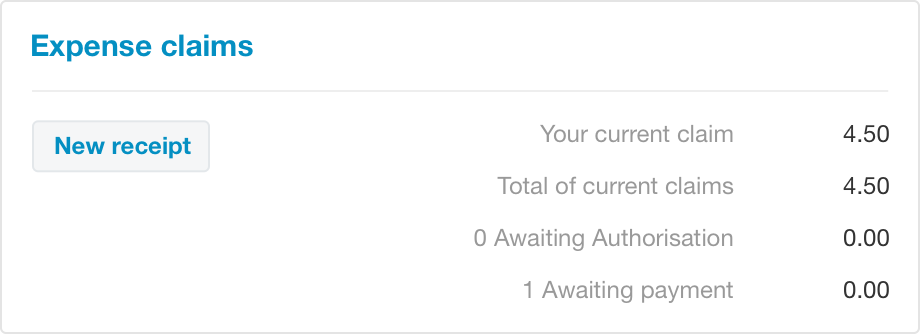 Expense claims
New receipt
Your current claim 4.50
Total of current claims 4.50
0 Awaiting Authorisation 0.00
1 Awaiting payment 0.00